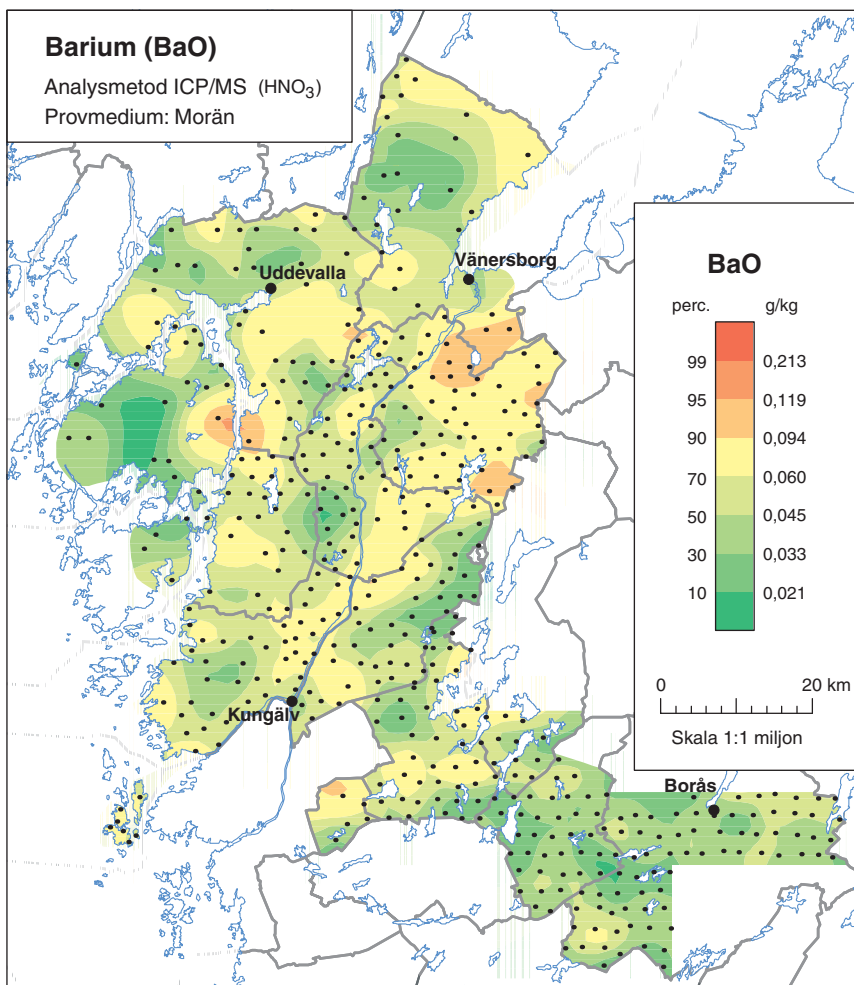 Barium (BaO)
Analysmetod ICP/MS (HNO₃)
Provmedium: Morän
Vänersborg
Uddevalla
BaO
perc. g/kg
99 0,213
95 0,119
90 0,094
70 0,060
50 0,045
30 0,033
10 0,021
0 20 km
Skala 1:1 miljon
Kungälv
Borås